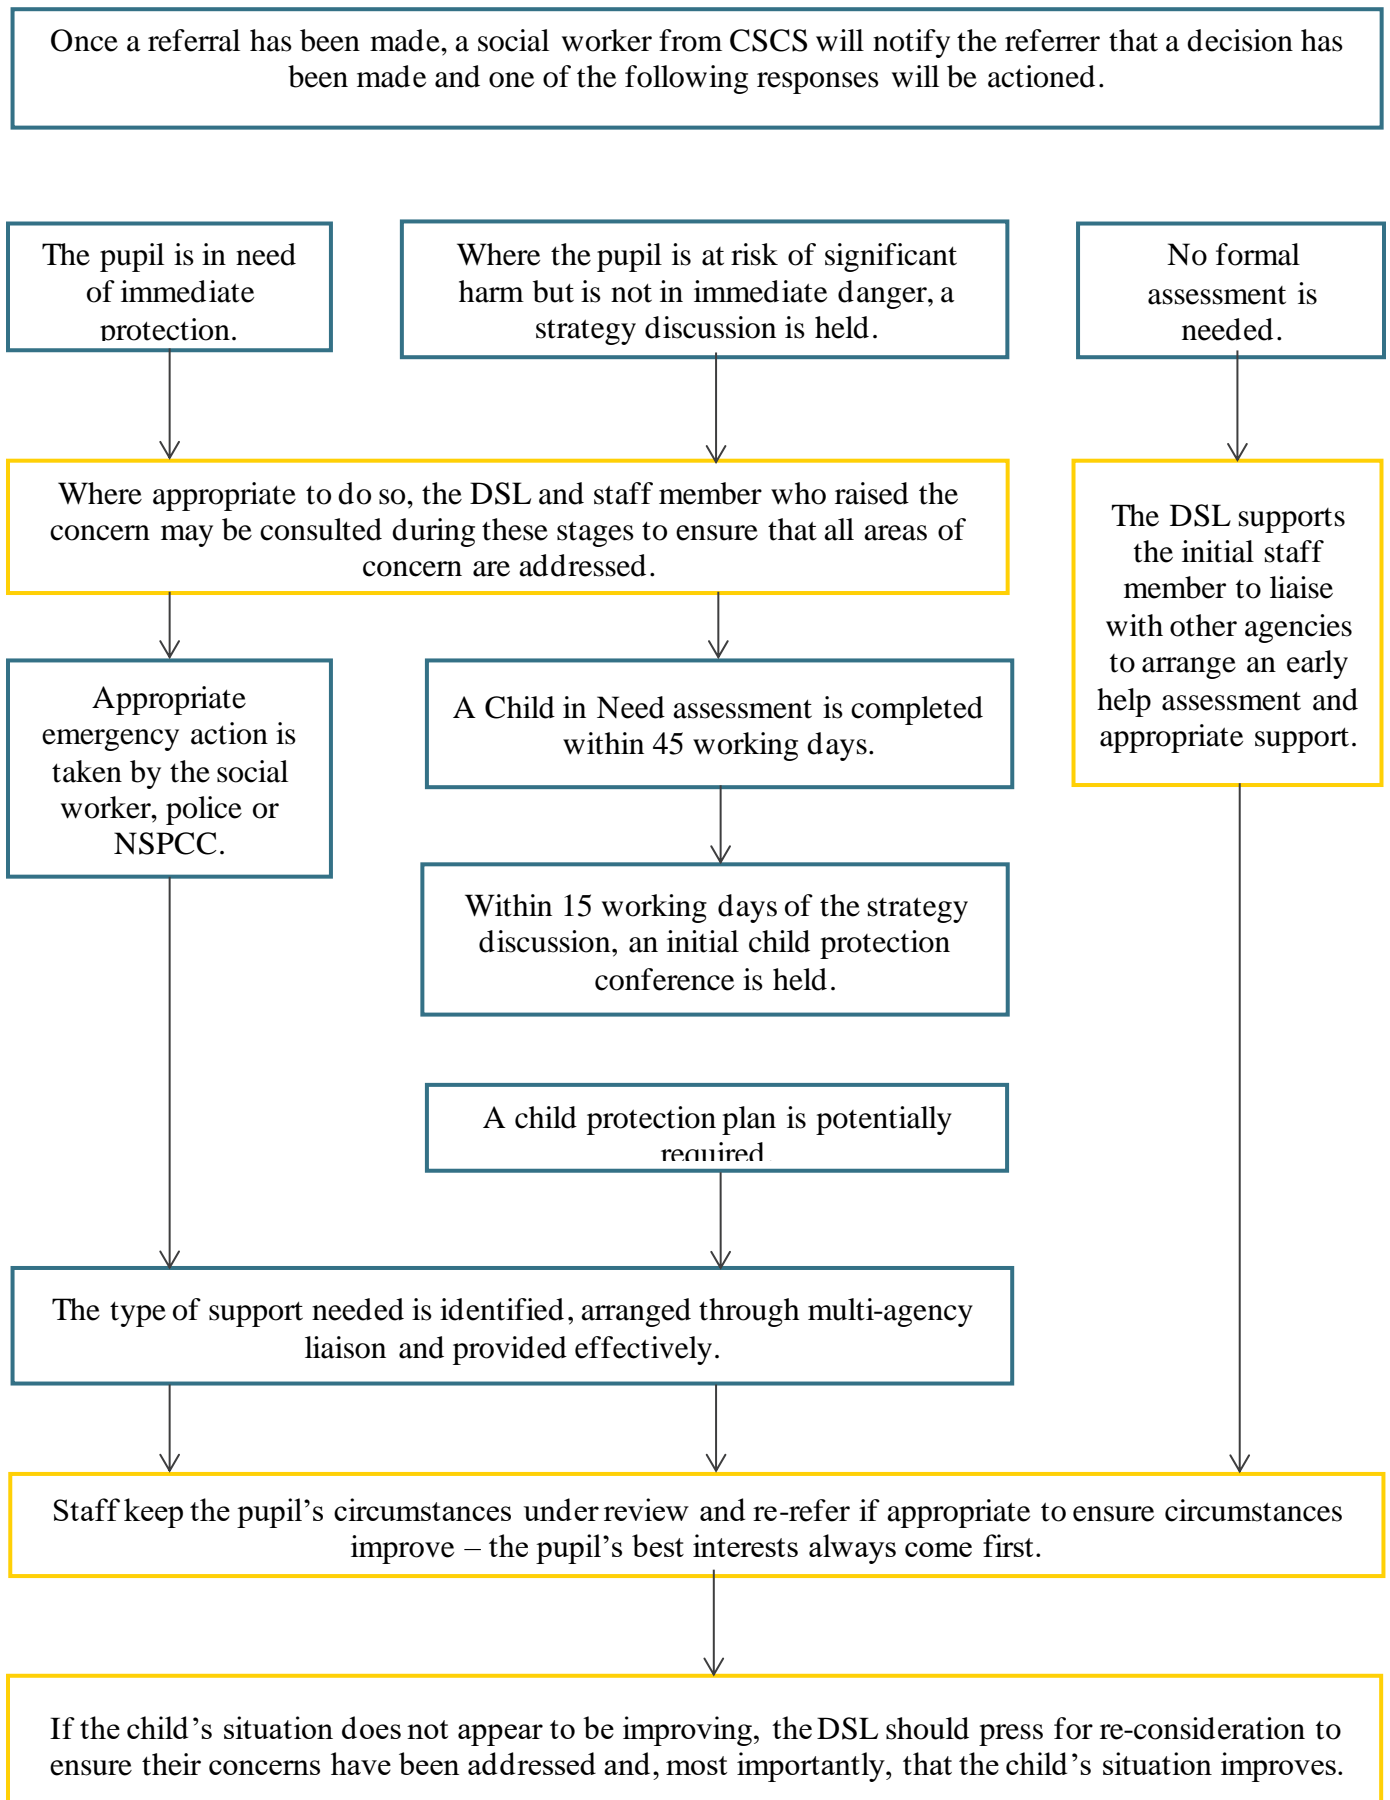 Once a referral has been made, a social worker from CSCS will notify the referrer that a decision has
been made and one of the following responses will be actioned.
The pupil is in need
of immediate
protection.
Where the pupil is at risk of significant
harm but is not in immediate danger, a
strategy discussion is held.
No formal
assessment is
needed.
Where appropriate to do so, the DSL and staff member who raised the
concern may be consulted during these stages to ensure that all areas of
concern are addressed.
The DSL supports
the initial staff
member to liaise
with other agencies
to arrange an early
help assessment and
appropriate support.
Appropriate
emergency action is
taken by the social
worker, police or
NSPCC.
A Child in Need assessment is completed
within 45 working days.
Within 15 working days of the strategy
discussion, an initial child protection
conference is held.
A child protection plan is potentially
required.
The type of support needed is identified, arranged through multi-agency
liaison and provided effectively.
Staff keep the pupil’s circumstances under review and re-refer if appropriate to ensure circumstances
improve – the pupil’s best interests always come first.
If the child’s situation does not appear to be improving, the DSL should press for re-consideration to
ensure their concerns have been addressed and, most importantly, that the child’s situation improves.